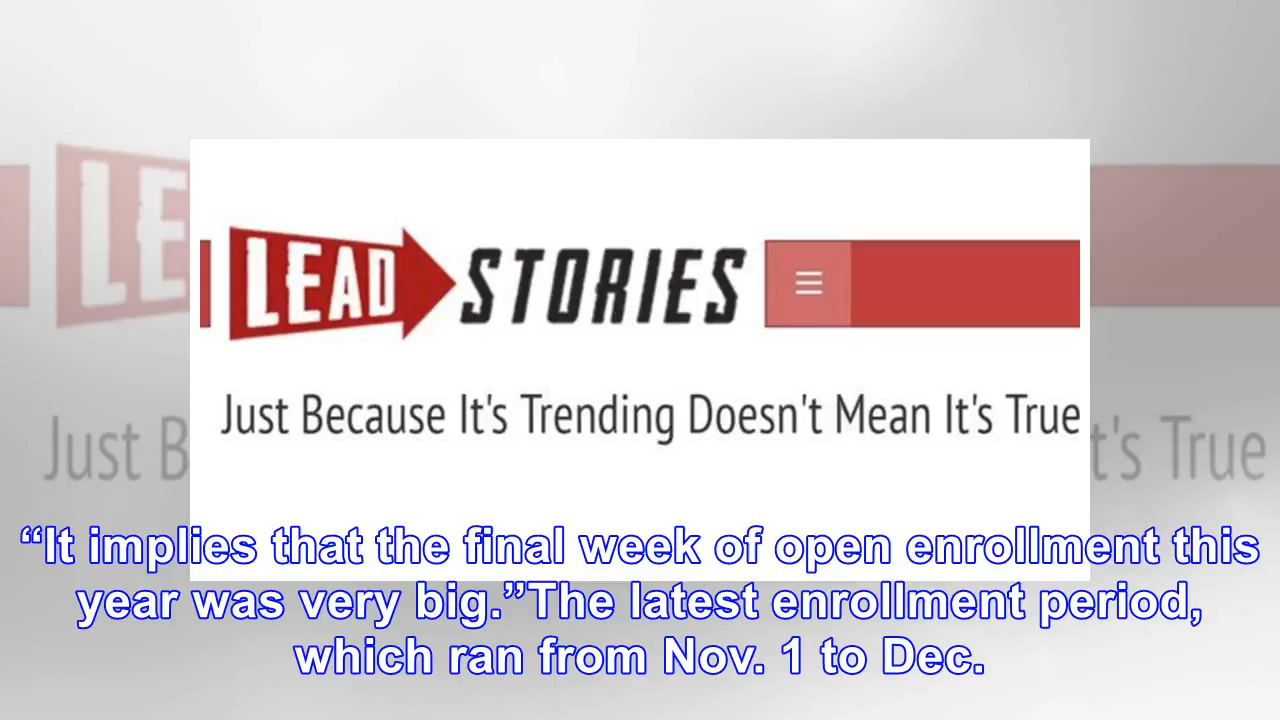 LEAD STORIES
Just Because It's Trending Doesn't Mean It's True
“It implies that the final week of open enrollment this
year was very big.”The latest enrollment period,
which ran from Nov. 1 to Dec.